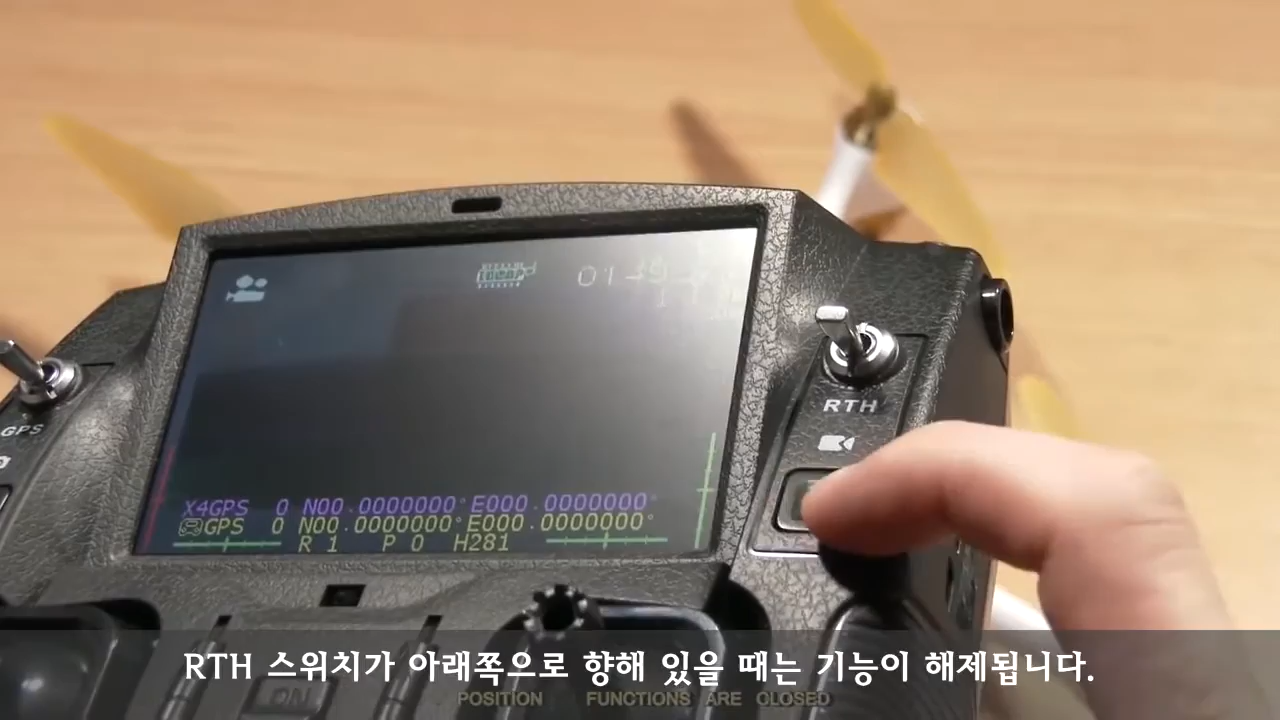 GPS
RTH
X4GPS 0 N00.0000000° E000.0000000°
GPS 0 N00.0000000° E000.0000000°
R 1 P 0 H281
ON
RTH 스위치가 아래쪽으로 향해 있을 때는 기능이 해제됩니다.
POSITION FUNCTIONS ARE CLOSED